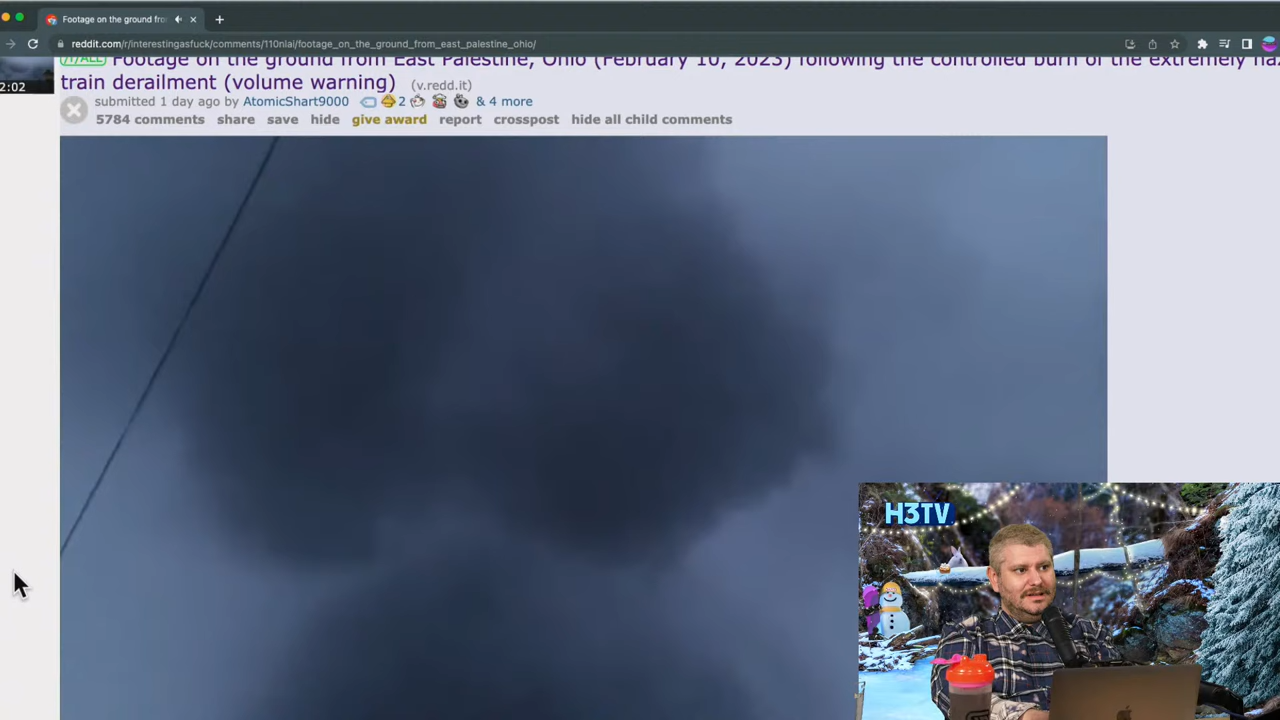 Footage on the ground fro
reddit.com/r/interestingasfuck/comments/110nlai/footage_on_the_ground_from_east_palestine_ohio/
/r/ALL Footage on the ground from East Palestine, Ohio (February 10, 2023) following the controlled burn of the extremely haz
2:02
train derailment (volume warning) (v.redd.it)
submitted 1 day ago by AtomicShart9000 2 & 4 more
5784 comments share save hide give award report crosspost hide all child comments
H3TV